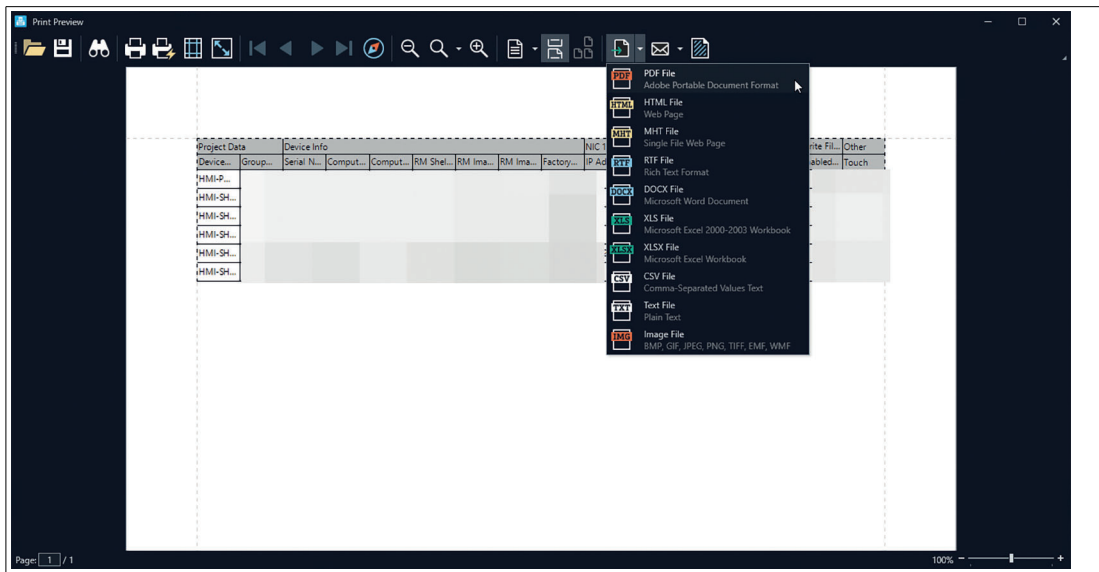 Print Preview
PDF PDF File
Adobe Portable Document Format
HTML HTML File
Web Page
MHT MHT File
Single File Web Page
RTF RTF File
Rich Text Format
DOCX DOCX File
Microsoft Word Document
XLS XLS File
Microsoft Excel 2000-2003 Workbook
XLSX XLSX File
Microsoft Excel Workbook
CSV CSV File
Comma-Separated Values Text
TXT Text File
Plain Text
IMG Image File
BMP, GIF, JPEG, PNG, TIFF, EMF, WMF
Project Data Device Info NIC 1 rite Fil... Other
Device... Group... Serial N... Comput... Comput... RM Shel... RM Ima... RM Ima... Factory... IP Ad abled... Touch
HMI-P...
HMI-SH...
HMI-SH...
HMI-SH...
HMI-SH...
HMI-SH...
Page: 1 / 1
100%